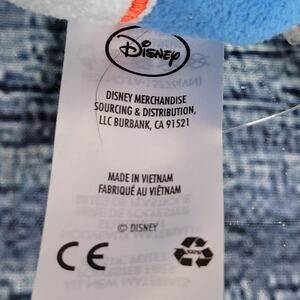 Disney
DISNEY MERCHANDISE
SOURCING & DISTRIBUTION,
LLC BURBANK, CA 91521
MADE IN VIETNAM
FABRIQUÉ AU VIÊTNAM
© DISNEY
CE